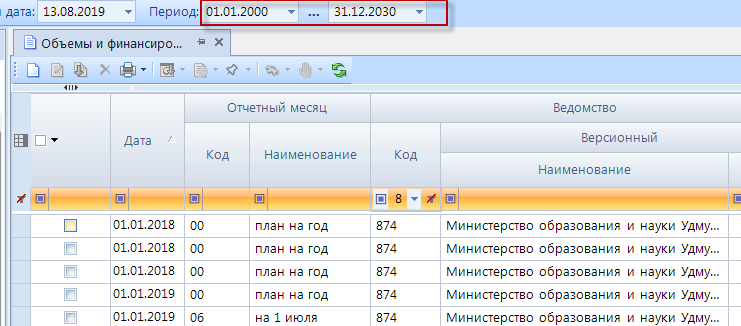 и дата: 13.08.2019 Период: 01.01.2000 ... 31.12.2030
Объемы и финансиро...
Отчетный месяц Ведомство
Дата Код Наименование Код Версионный
Наименование
8
01.01.2018 00 план на год 874 Министерство образования и науки Удму...
01.01.2018 00 план на год 874 Министерство образования и науки Удму...
01.01.2018 00 план на год 874 Министерство образования и науки Удму...
01.01.2019 00 план на год 874 Министерство образования и науки Удму...
01.01.2019 06 на 1 июля 874 Министерство образования и науки Удму...